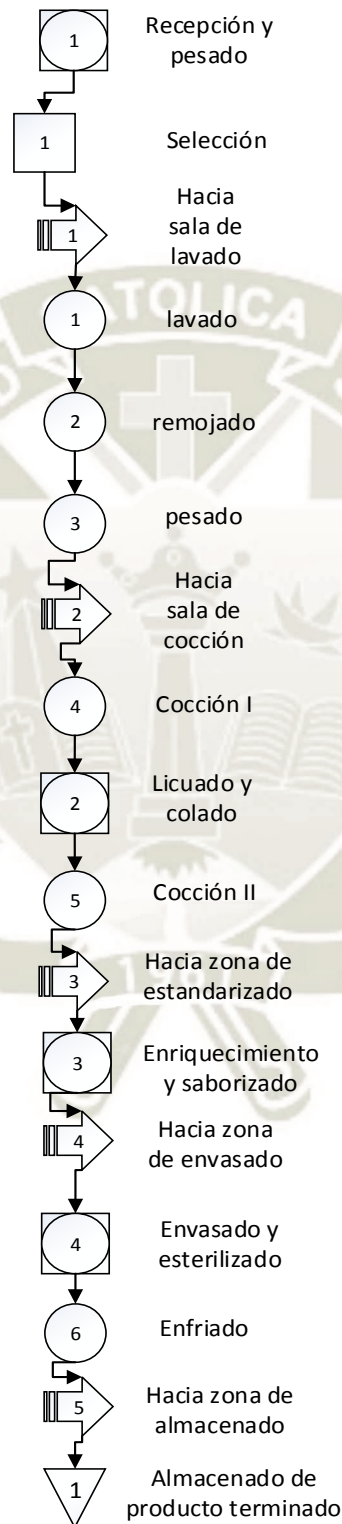 1
Recepción y
pesado
1
Selección
1
Hacia
sala de
lavado
1
lavado
2
remojado
3
pesado
2
Hacia
sala de
cocción
4
Cocción I
2
Licuado y
colado
5
Cocción II
3
Hacia zona de
estandarizado
3
Enriquecimiento
y saborizado
4
Hacia zona
de envasado
4
Envasado y
esterilizado
6
Enfriado
5
Hacia zona de
almacenado
1
Almacenado de
producto terminado
CATOLICA